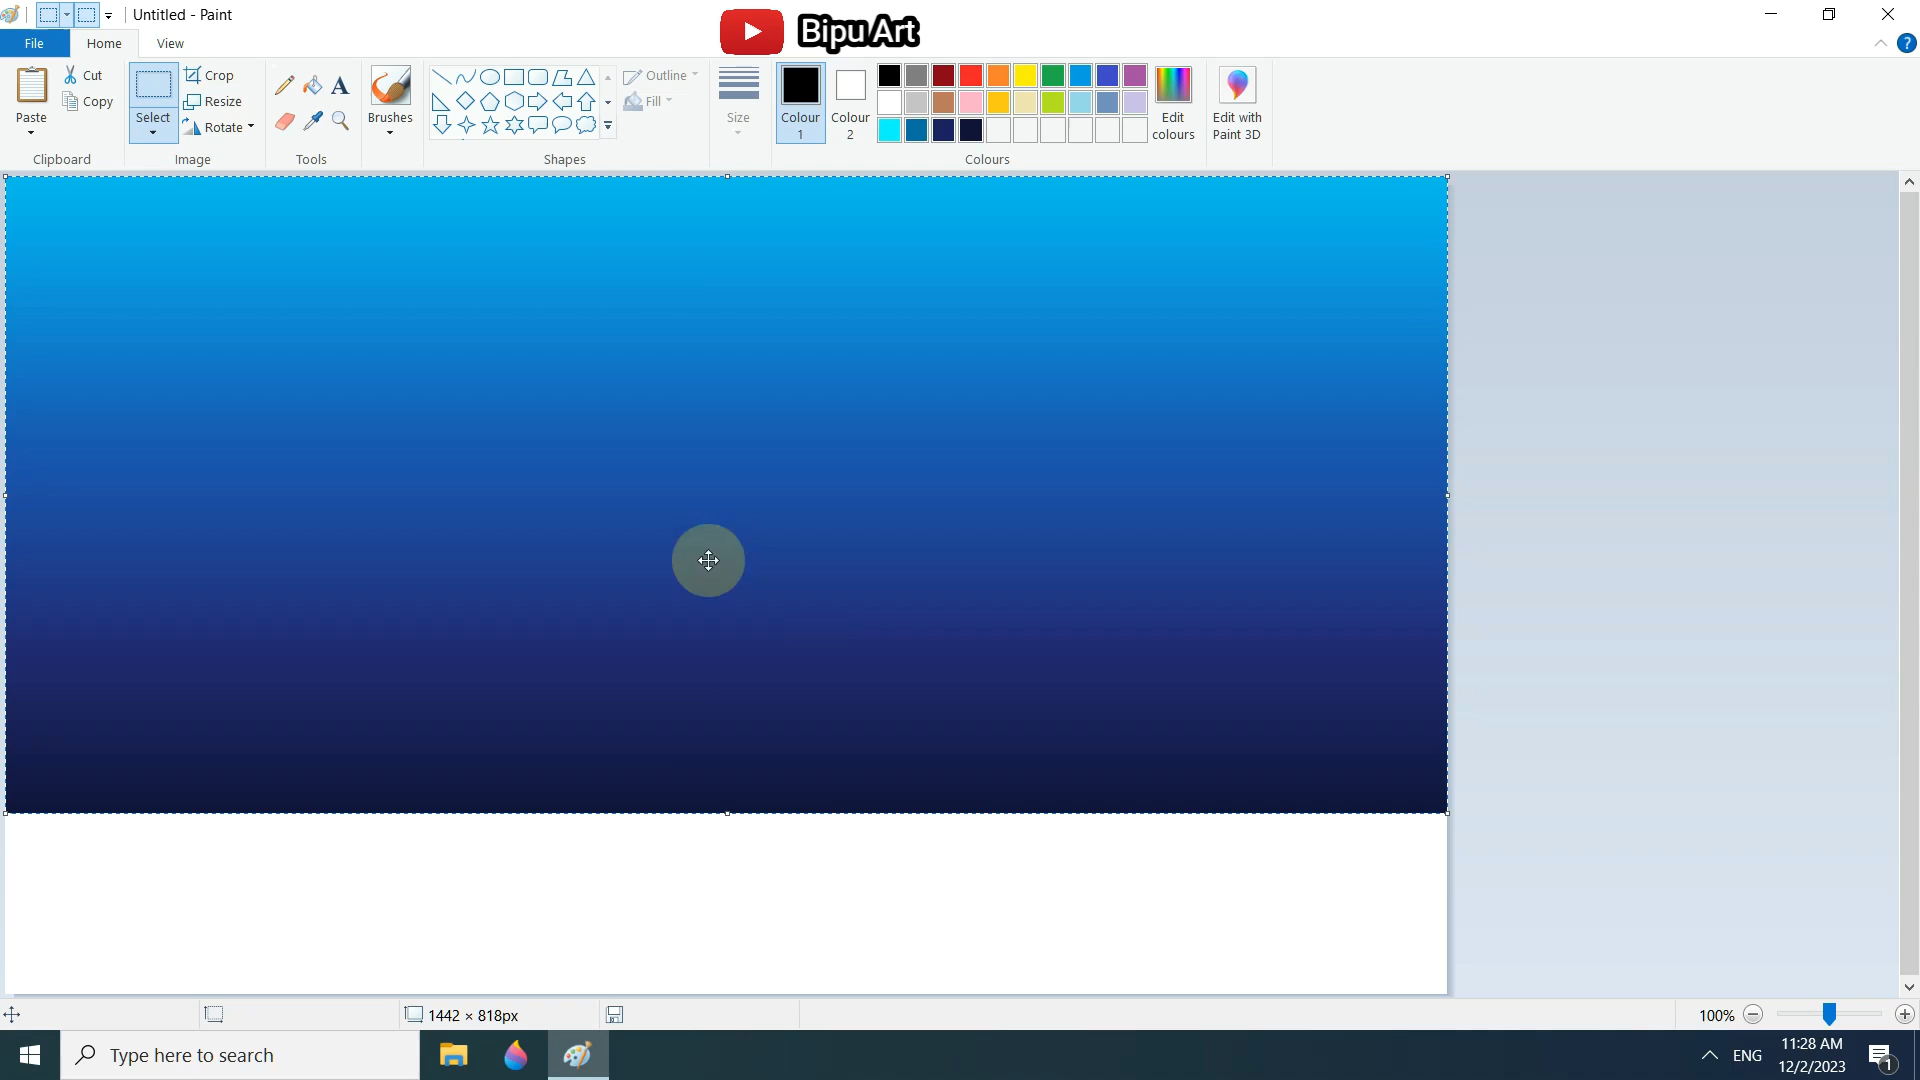 Untitled - Paint
Bipu Art
File
Home
View
?
Paste
Cut
Copy
Clipboard
Select
Crop
Resize
Rotate
Image
A
Tools
Brushes
Shapes
Outline
Fill
Size
Colour
1
Colour
2
Colours
Edit
colours
Edit with
Paint 3D
1442 × 818px
100%
Type here to search
ENG
11:28 AM
12/2/2023
1